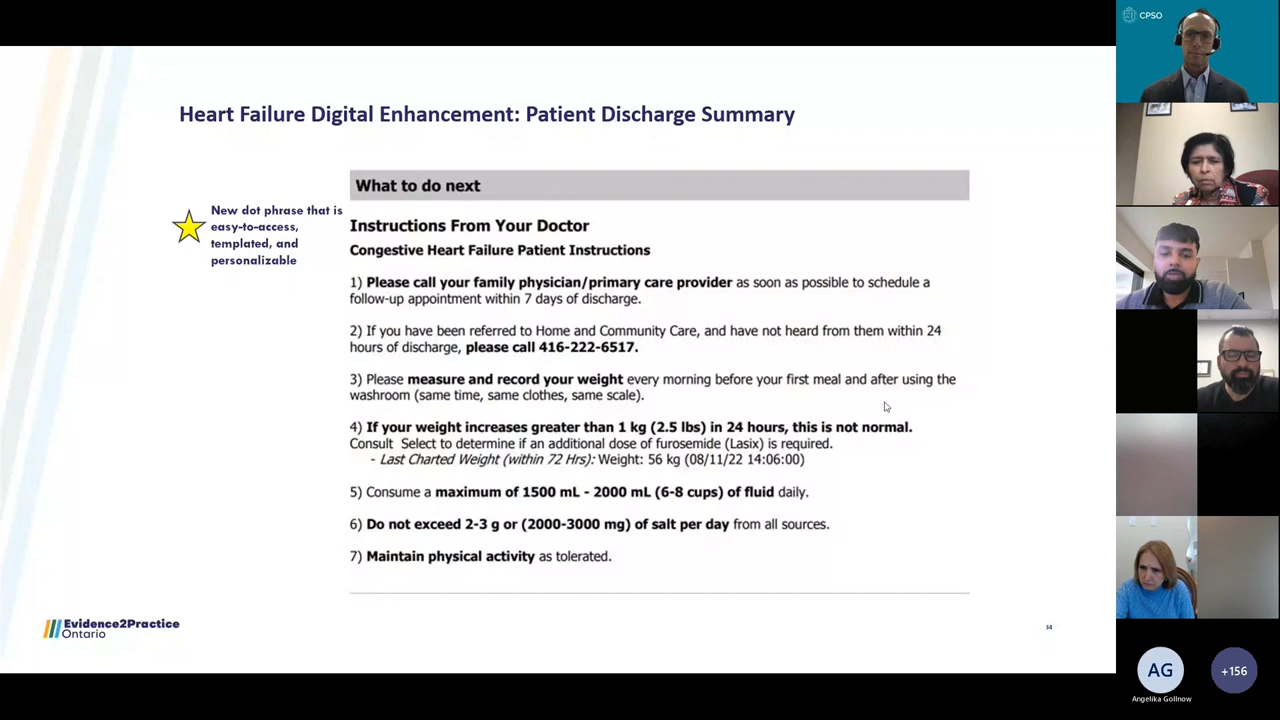 Heart Failure Digital Enhancement: Patient Discharge Summary
New dot phrase that is
easy-to-access,
templated, and
personalizable
What to do next
Instructions From Your Doctor
Congestive Heart Failure Patient Instructions
1) Please call your family physician/primary care provider as soon as possible to schedule a
follow-up appointment within 7 days of discharge.
2) If you have been referred to Home and Community Care, and have not heard from them within 24
hours of discharge, please call 416-222-6517.
3) Please measure and record your weight every morning before your first meal and after using the
washroom (same time, same clothes, same scale).
4) If your weight increases greater than 1 kg (2.5 lbs) in 24 hours, this is not normal.
Consult Select to determine if an additional dose of furosemide (Lasix) is required.
- Last Charted Weight (within 72 Hrs): Weight: 56 kg (08/11/22 14:06:00)
5) Consume a maximum of 1500 mL - 2000 mL (6-8 cups) of fluid daily.
6) Do not exceed 2-3 g or (2000-3000 mg) of salt per day from all sources.
7) Maintain physical activity as tolerated.
Evidence2Practice
Ontario
34
CPSO
AG
Angelika Gollnow
+156